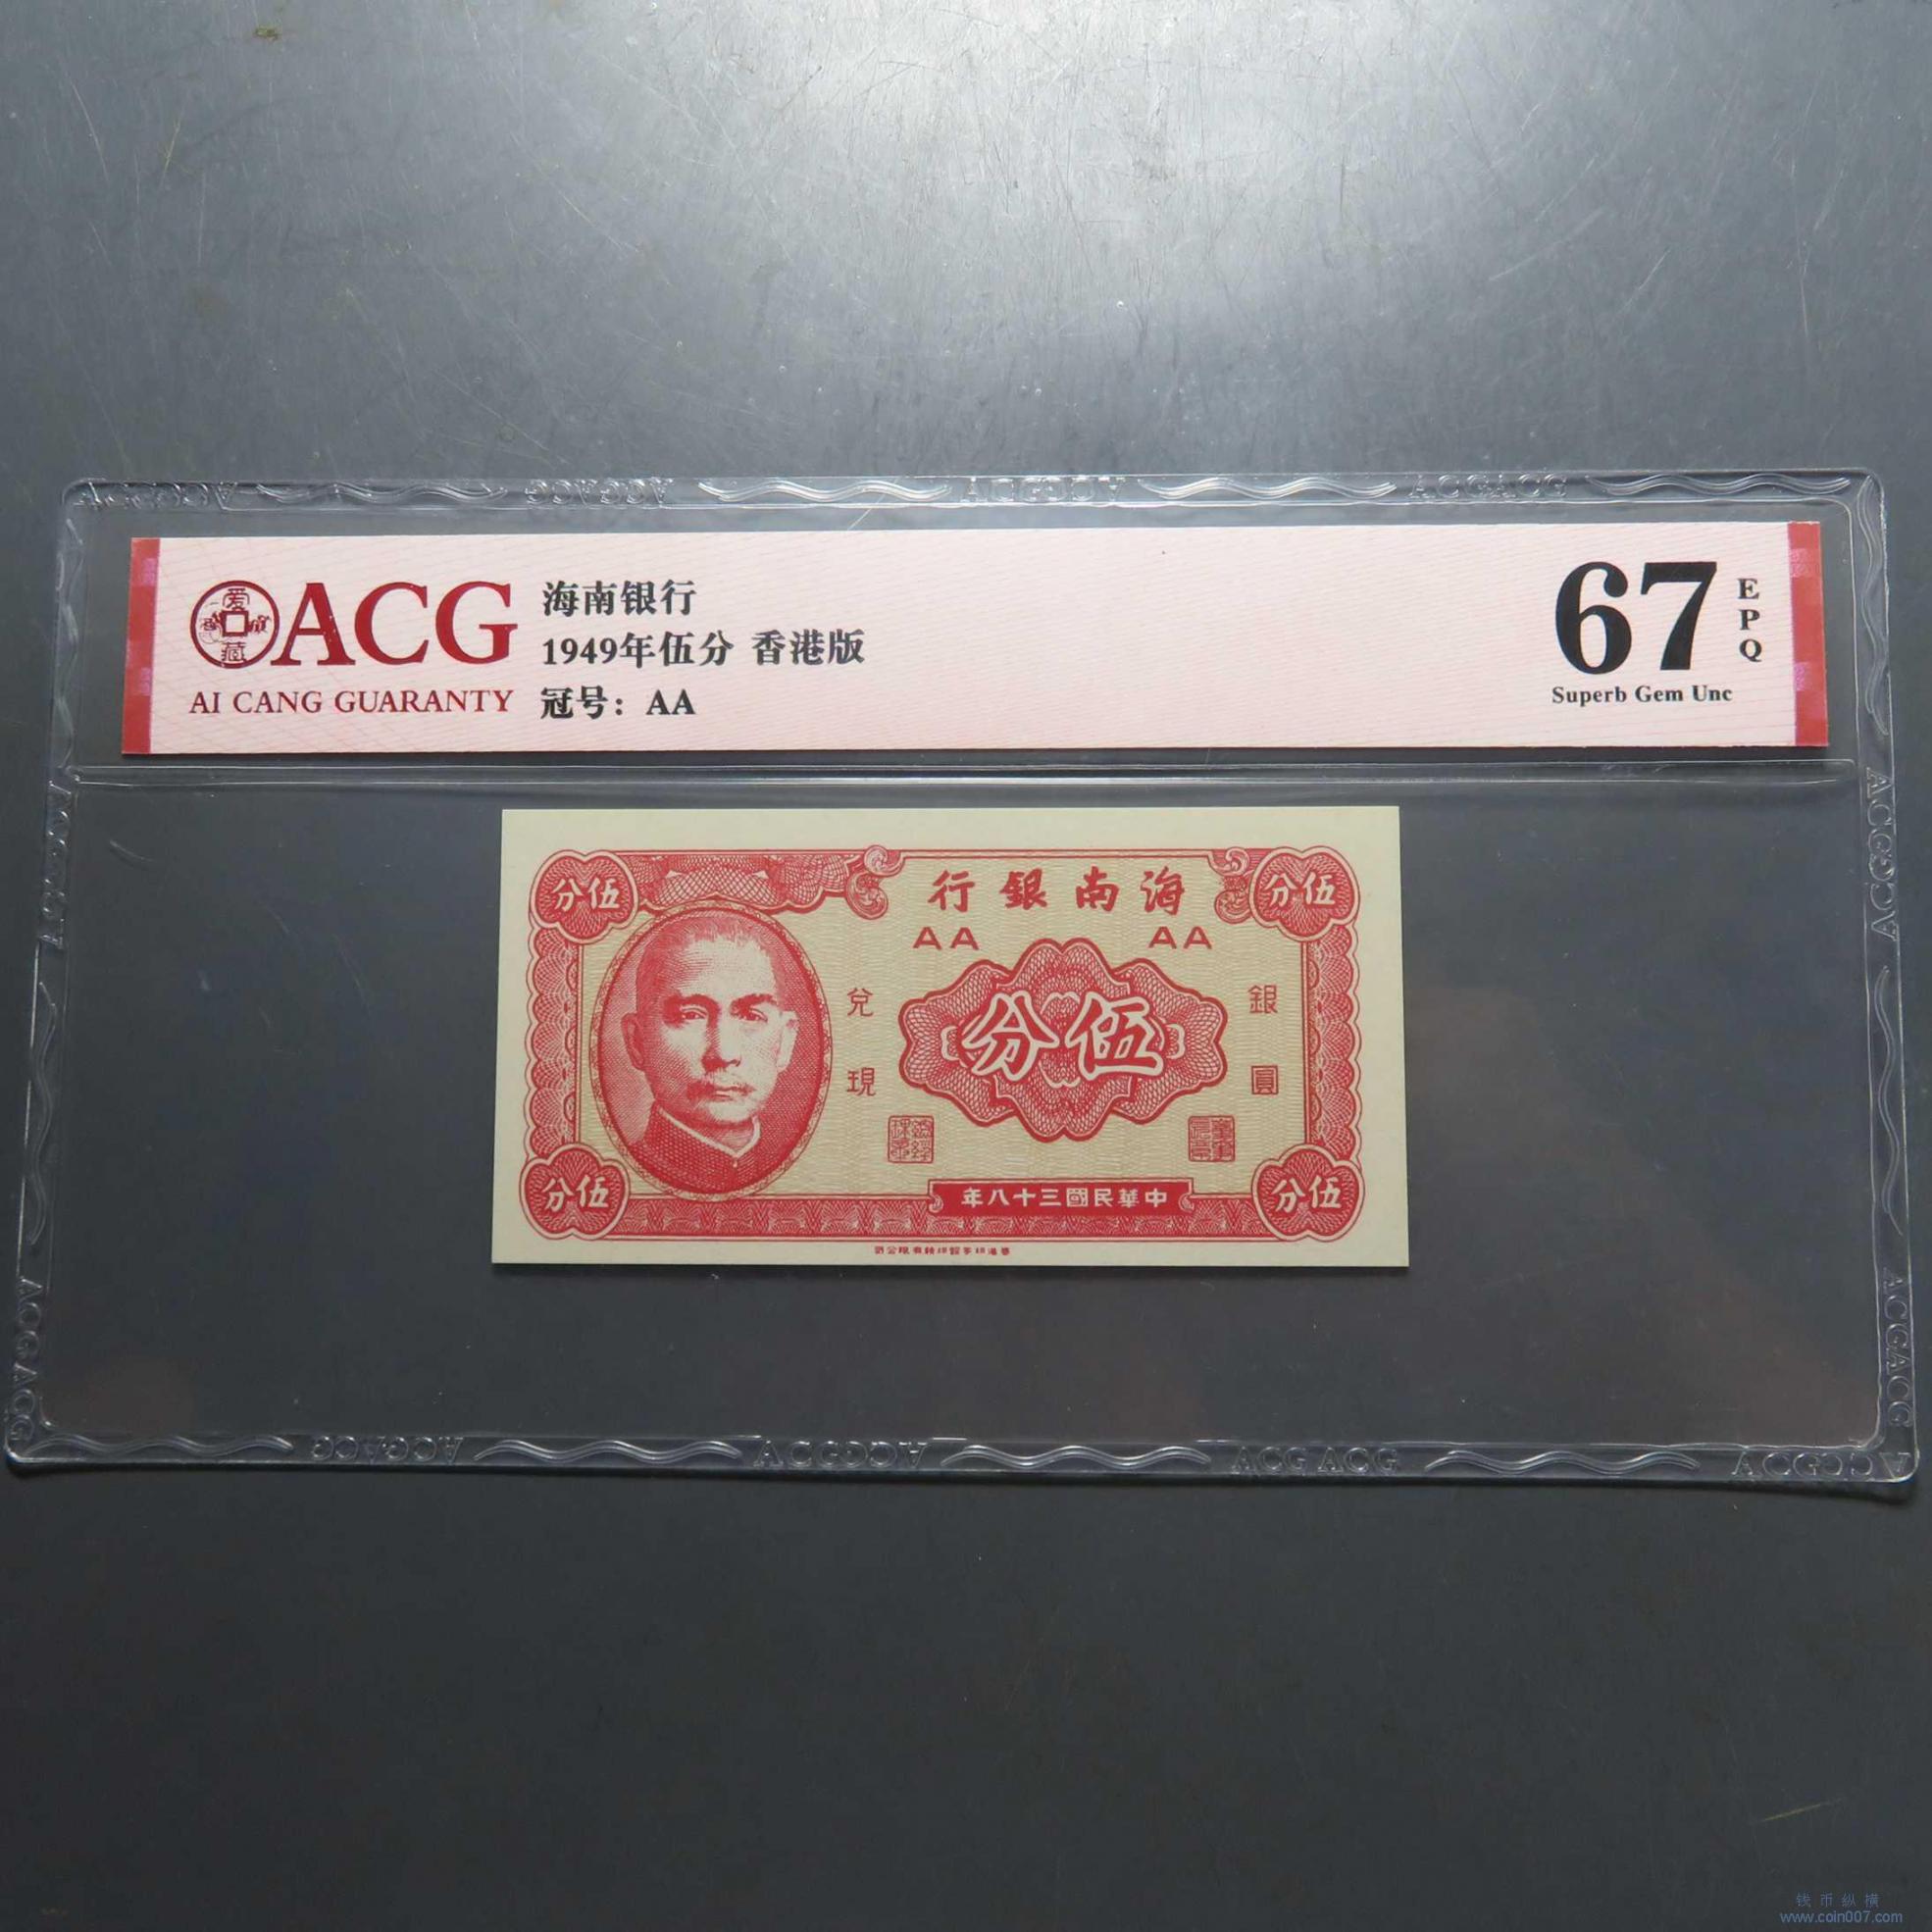 ACG
AI CANG GUARANTY
海南银行
1949年伍分 香港版
冠号：AA
67
EPQ
Superb Gem Unc
分伍
行銀南海
分伍
AA
AA
兌現
分伍
銀圓
分伍
年八十三國民華中
分伍
钱币纵横
www.coin007.com